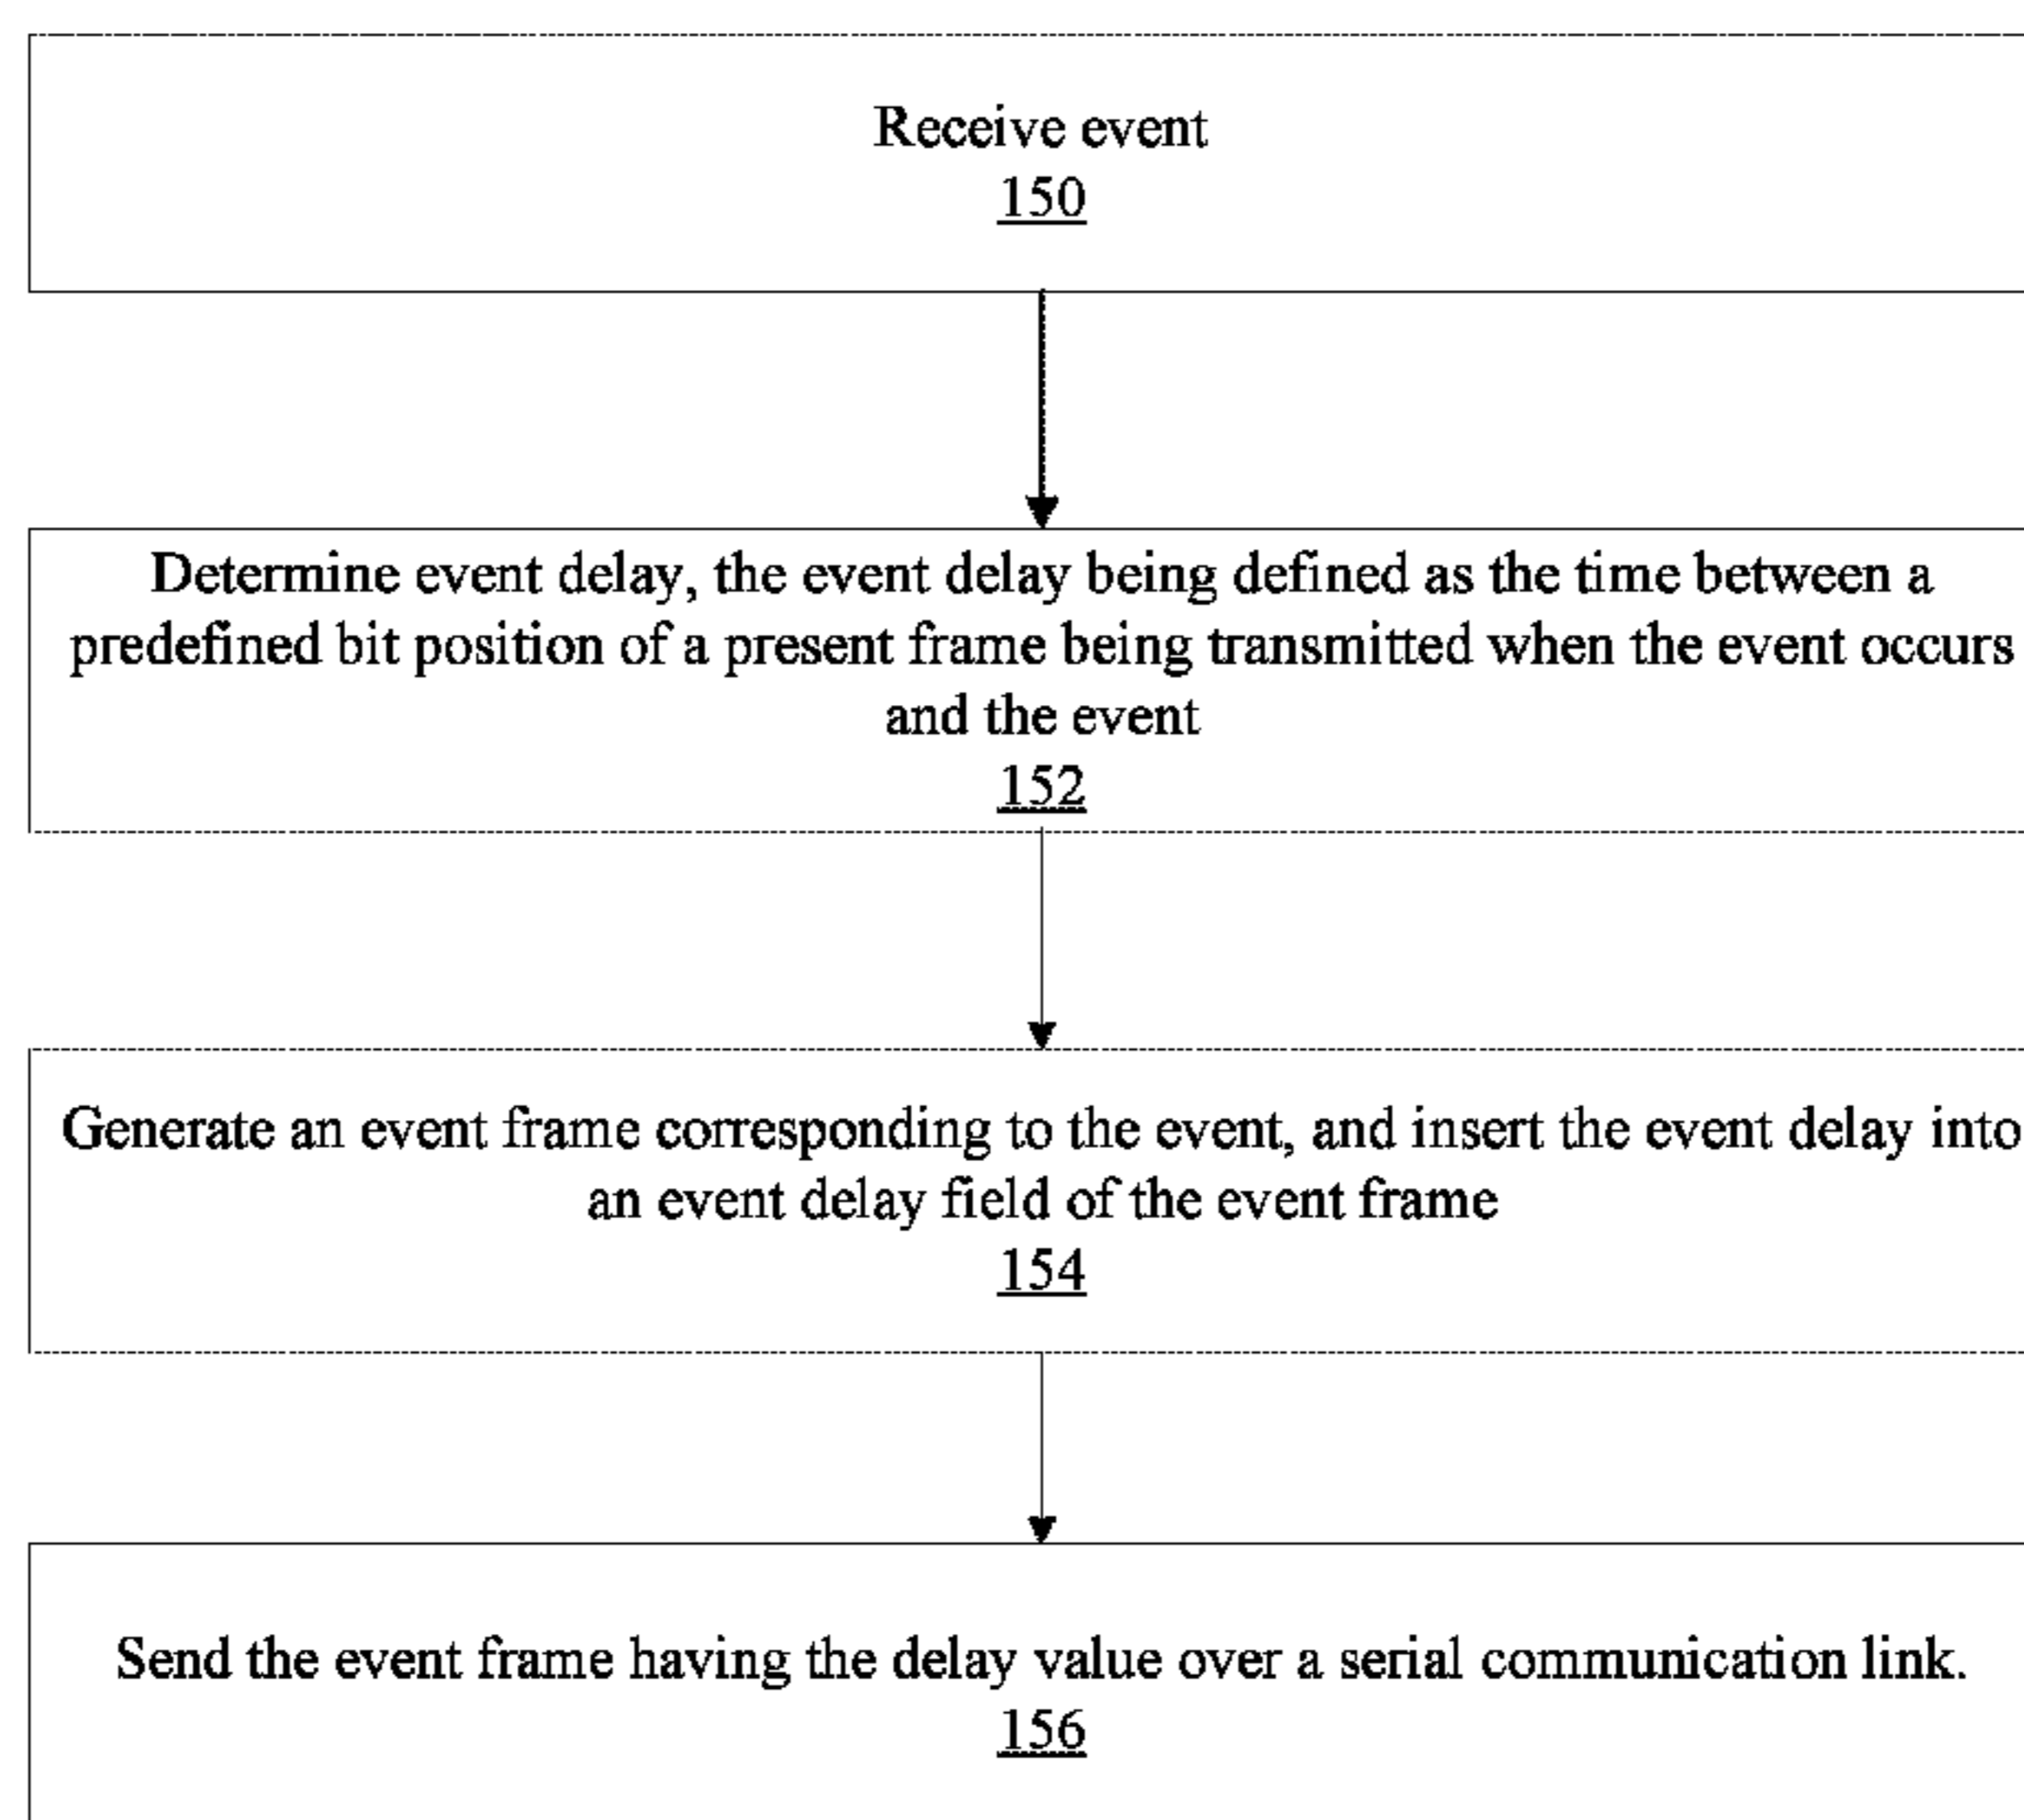 Receive event
150
Determine event delay, the event delay being defined as the time between a
predefined bit position of a present frame being transmitted when the event occurs
and the event
152
Generate an event frame corresponding to the event, and insert the event delay into
an event delay field of the event frame
154
Send the event frame having the delay value over a serial communication link.
156